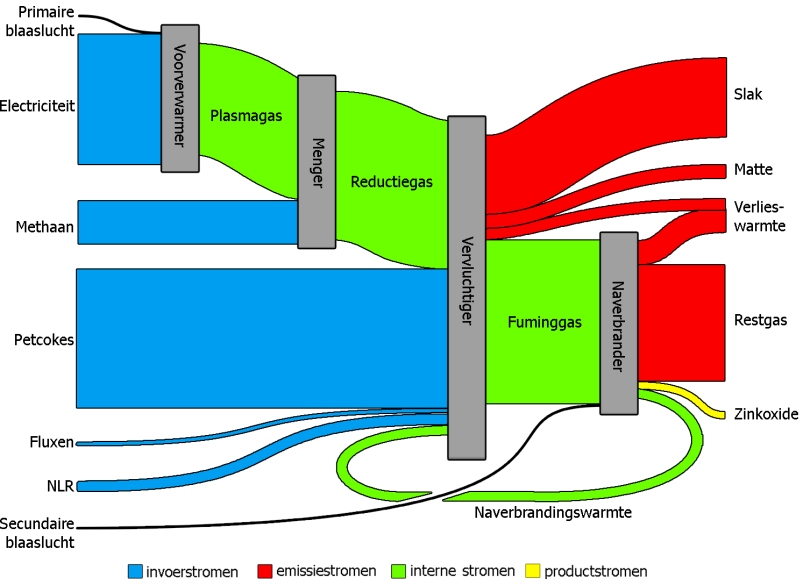 Primaire
blaaslucht
Electriciteit
Methaan
Petcokes
Fluxen
NLR
Secundaire
blaaslucht
Voorverwarmer
Plasmagas
Menger
Reductiegas
Vervluchtiger
Fuminggas
Naverbrander
Slak
Matte
Verlies-
warmte
Restgas
Zinkoxide
Naverbrandingswarmte
invoerstromen
emissiestromen
interne stromen
productstromen